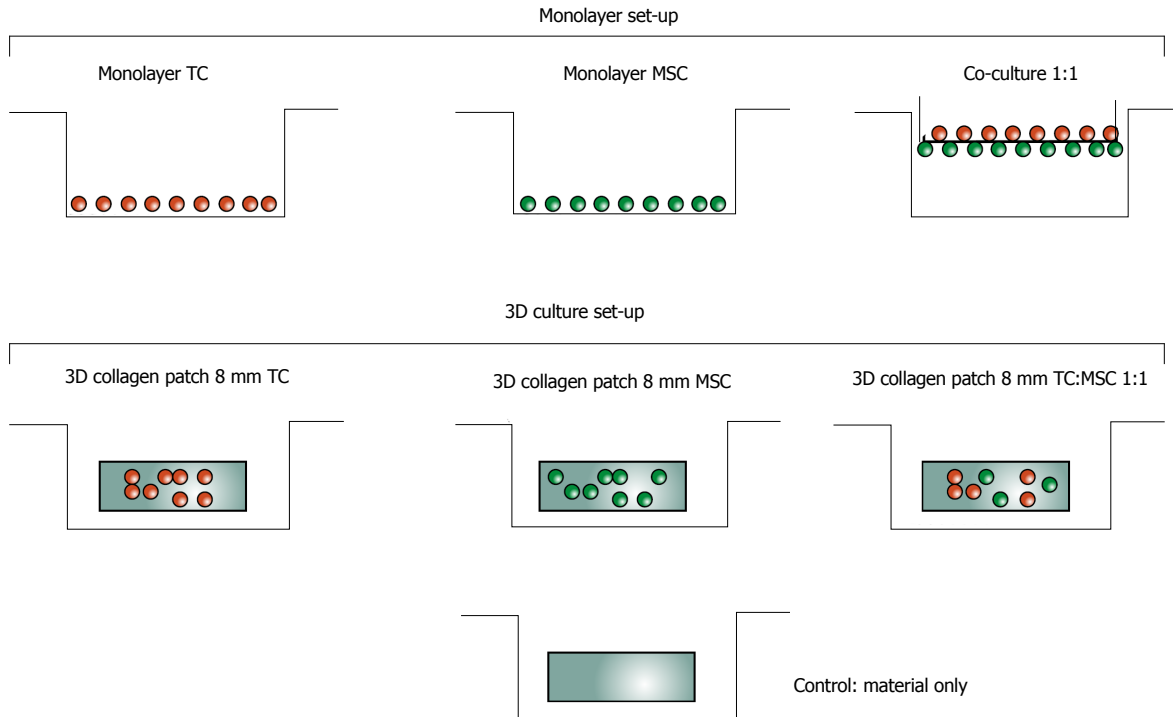 Monolayer set-up
Monolayer TC
Monolayer MSC
Co-culture 1:1
3D culture set-up
3D collagen patch 8 mm TC
3D collagen patch 8 mm MSC
3D collagen patch 8 mm TC:MSC 1:1
Control: material only